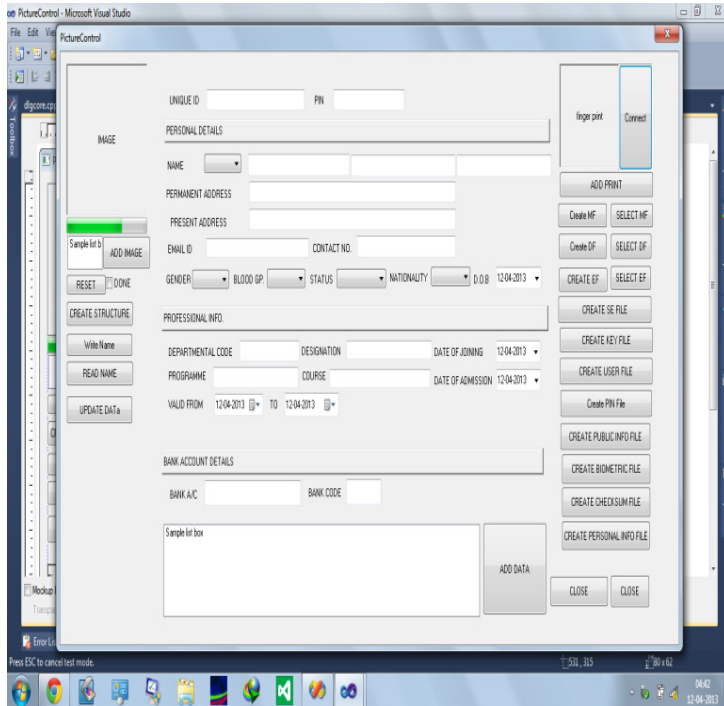 PictureControl - Microsoft Visual Studio
File Edit Vie
PictureControl
dlgcore.cpp
Toolbox
IMAGE
UNIQUE ID PIN
finger print Connect
PERSONAL DETAILS
NAME
ADD PRINT
PERMANENT ADDRESS
Create MF SELECT MF
PRESENT ADDRESS
Sample list b ADD IMAGE
EMAIL ID CONTACT NO.
Create DF SELECT DF
RESET DONE
GENDER BLOOD GP. STATUS NATIONALITY D.O.B 12-04-2013
CREATE EF SELECT EF
CREATE STRUCTURE
PROFESSIONAL INFO.
CREATE SE FILE
Write Name
DEPARTMENTAL CODE DESIGNATION DATE OF JOINING 12-04-2013
CREATE KEY FILE
READ NAME
PROGRAMME COURSE DATE OF ADMISSION 12-04-2013
CREATE USER FILE
UPDATE DATa
VALID FROM 12-04-2013 TO 12-04-2013
Create PIN File
CREATE PUBLIC INFO FILE
BANK ACCOUNT DETAILS
CREATE BIOMETRIC FILE
BANK A/C BANK CODE
CREATE CHECKSUM FILE
Sample list box
CREATE PERSONAL INFO FILE
ADD DATA
CLOSE CLOSE
Mockup
Transpa
Error Lis
Press ESC to cancel test mode.
531, 315
80 x 62
04:42
12-04-2013